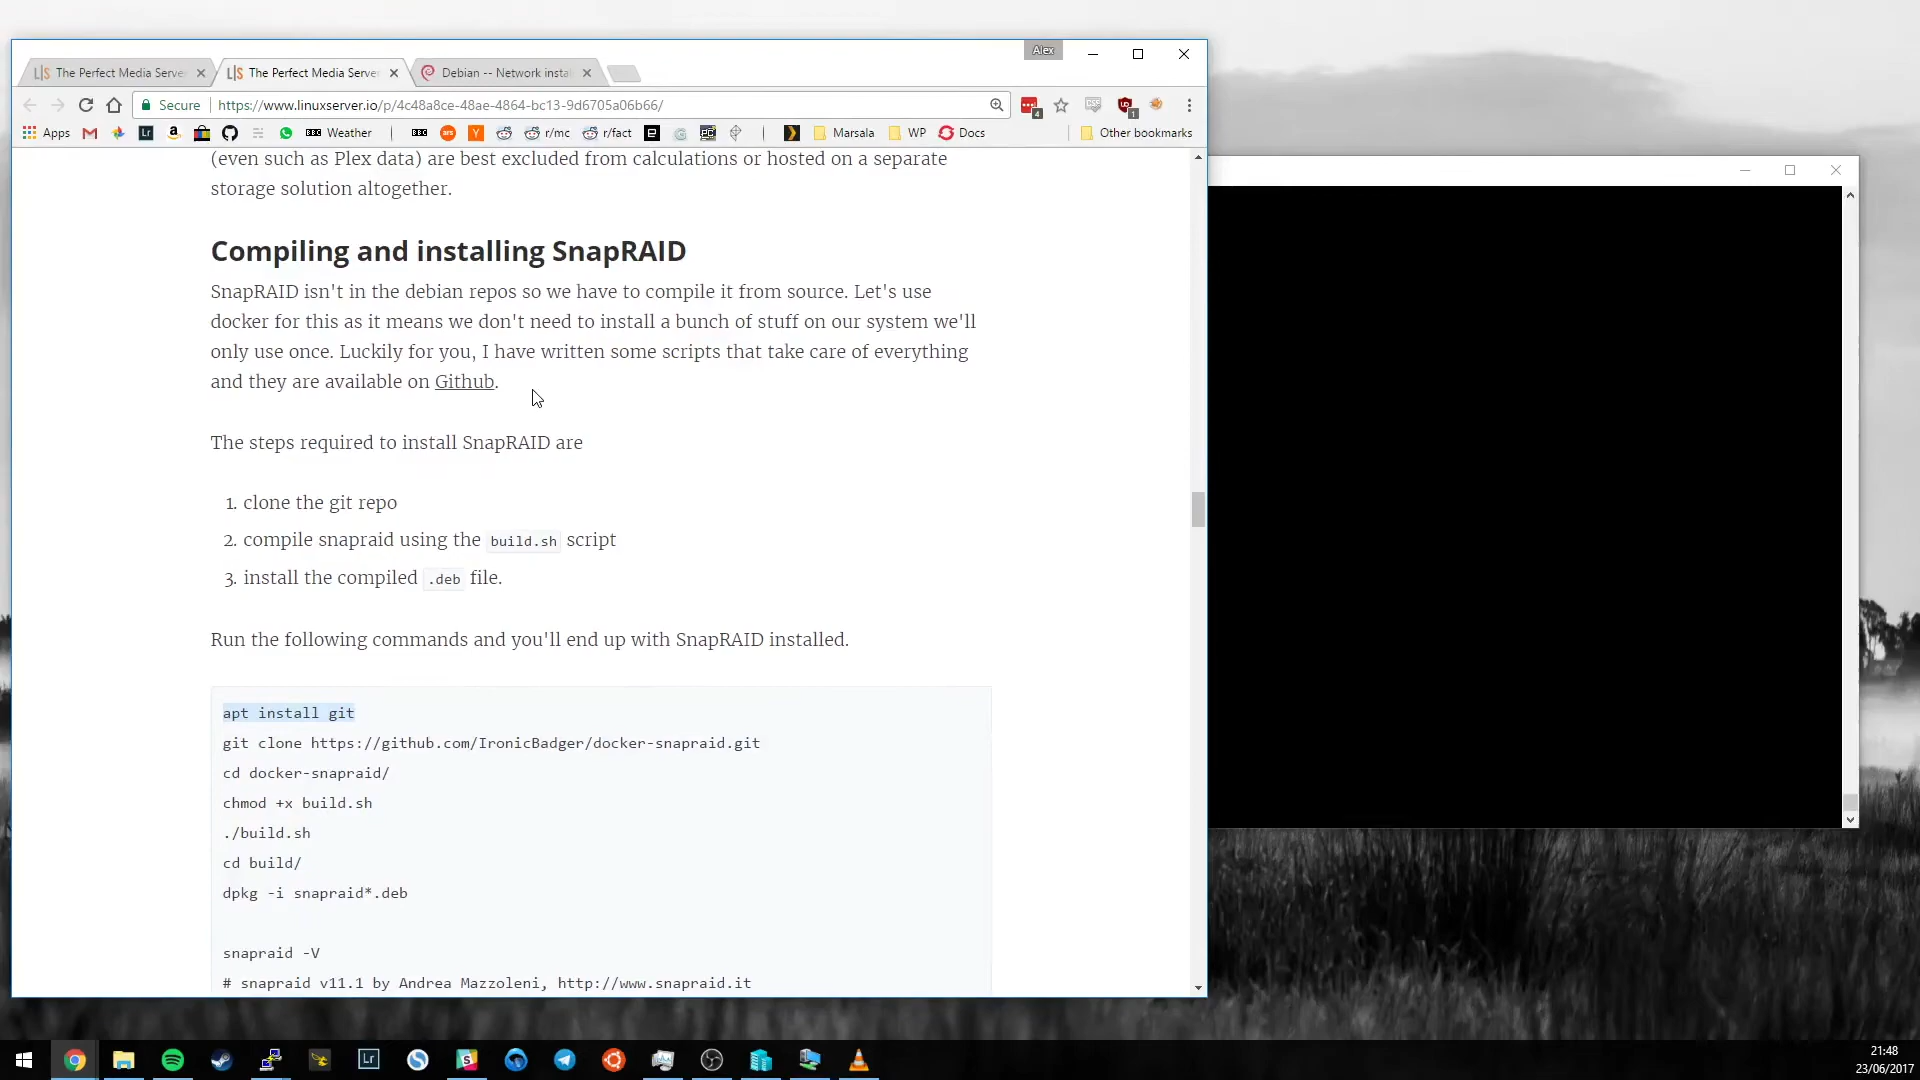 Alex
The Perfect Media Serve
The Perfect Media Server
Debian -- Network instal
Secure https://www.linuxserver.io/p/4c48a8ce-48ae-4864-bc13-9d6705a06b66/
Apps Weather r/mc r/fact Marsala WP Docs Other bookmarks
(even such as Plex data) are best excluded from calculations or hosted on a separate
storage solution altogether.
Compiling and installing SnapRAID
SnapRAID isn't in the debian repos so we have to compile it from source. Let's use
docker for this as it means we don't need to install a bunch of stuff on our system we'll
only use once. Luckily for you, I have written some scripts that take care of everything
and they are available on Github.
The steps required to install SnapRAID are
1. clone the git repo
2. compile snapraid using the build.sh script
3. install the compiled .deb file.
Run the following commands and you'll end up with SnapRAID installed.
apt install git
git clone https://github.com/IronicBadger/docker-snapraid.git
cd docker-snapraid/
chmod +x build.sh
./build.sh
cd build/
dpkg -i snapraid*.deb
snapraid -V
# snapraid v11.1 by Andrea Mazzoleni, http://www.snapraid.it
21:48
23/06/2017